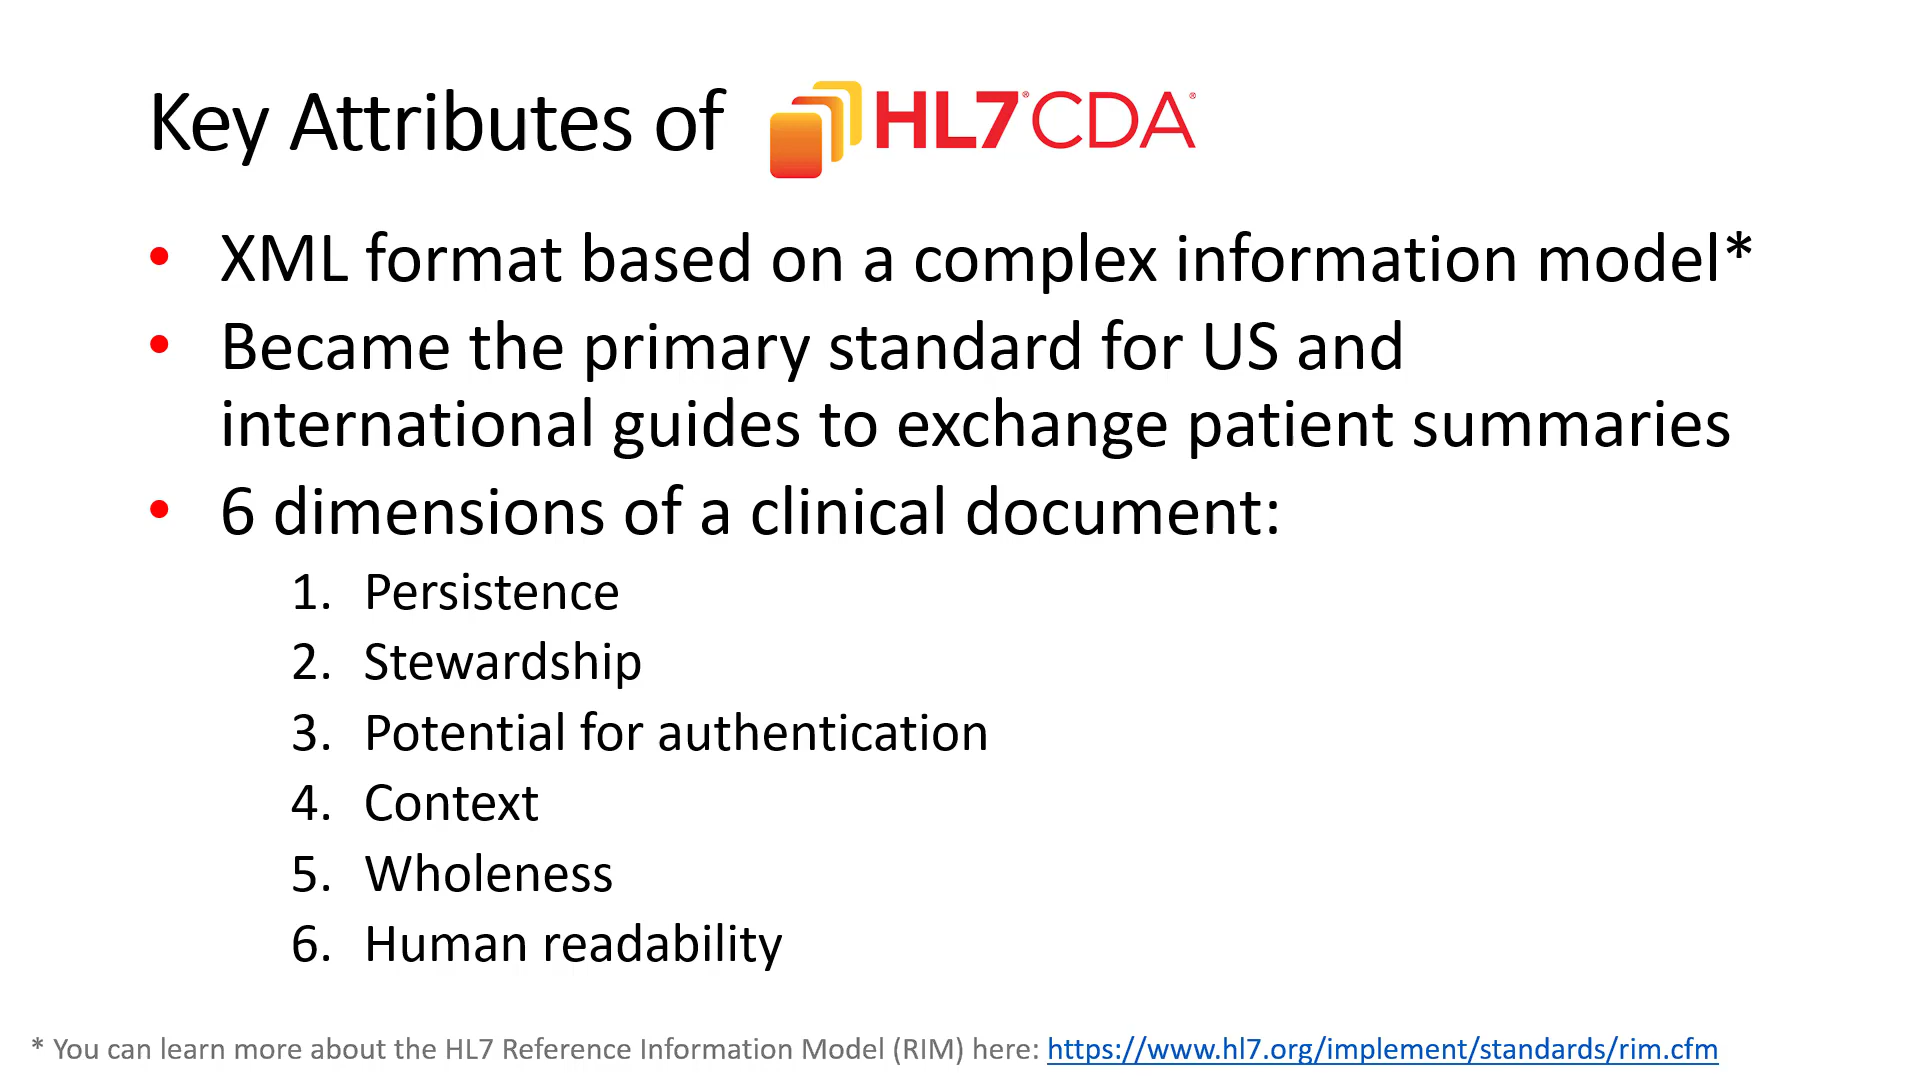 Key Attributes of HL7® CDA®
• XML format based on a complex information model*
• Became the primary standard for US and
international guides to exchange patient summaries
• 6 dimensions of a clinical document:
1. Persistence
2. Stewardship
3. Potential for authentication
4. Context
5. Wholeness
6. Human readability
* You can learn more about the HL7 Reference Information Model (RIM) here: https://www.hl7.org/implement/standards/rim.cfm